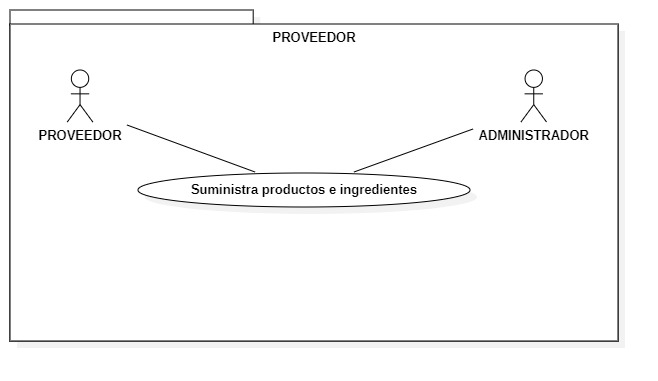 PROVEEDOR
PROVEEDOR
ADMINISTRADOR
Suministra productos e ingredientes